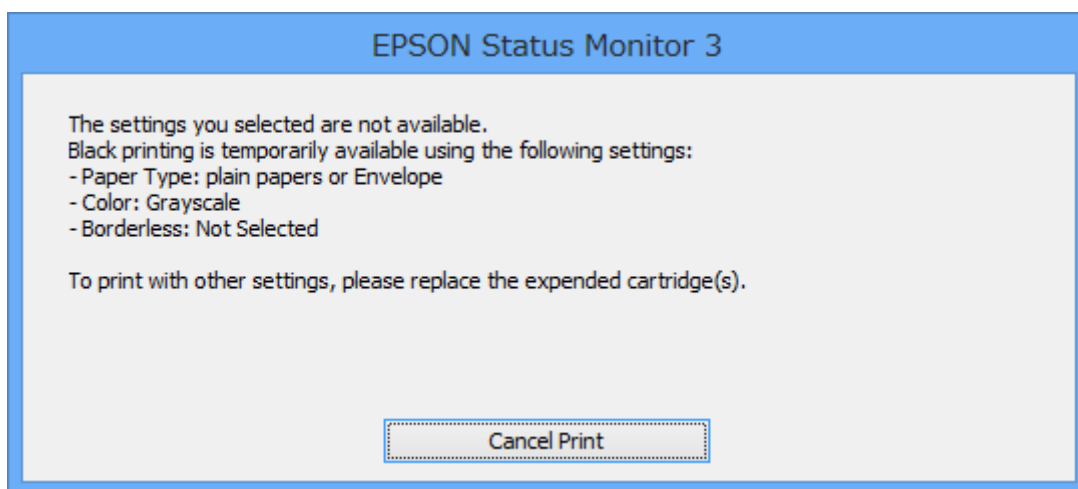 EPSON Status Monitor 3
The settings you selected are not available.
Black printing is temporarily available using the following settings:
- Paper Type: plain papers or Envelope
- Color: Grayscale
- Borderless: Not Selected
To print with other settings, please replace the expended cartridge(s).
Cancel Print